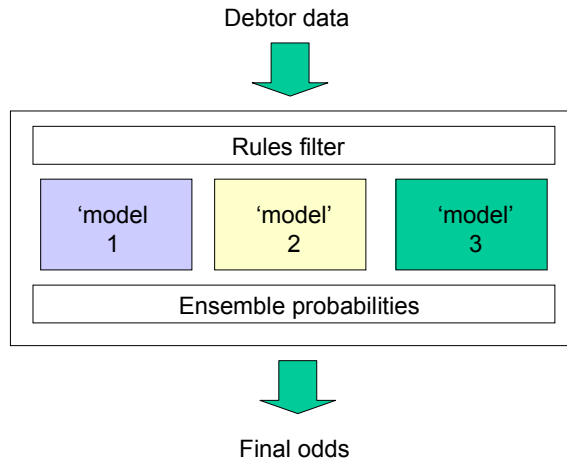 Debtor data
Rules filter
‘model
1
‘model’
2
‘model’
3
Ensemble probabilities
Final odds